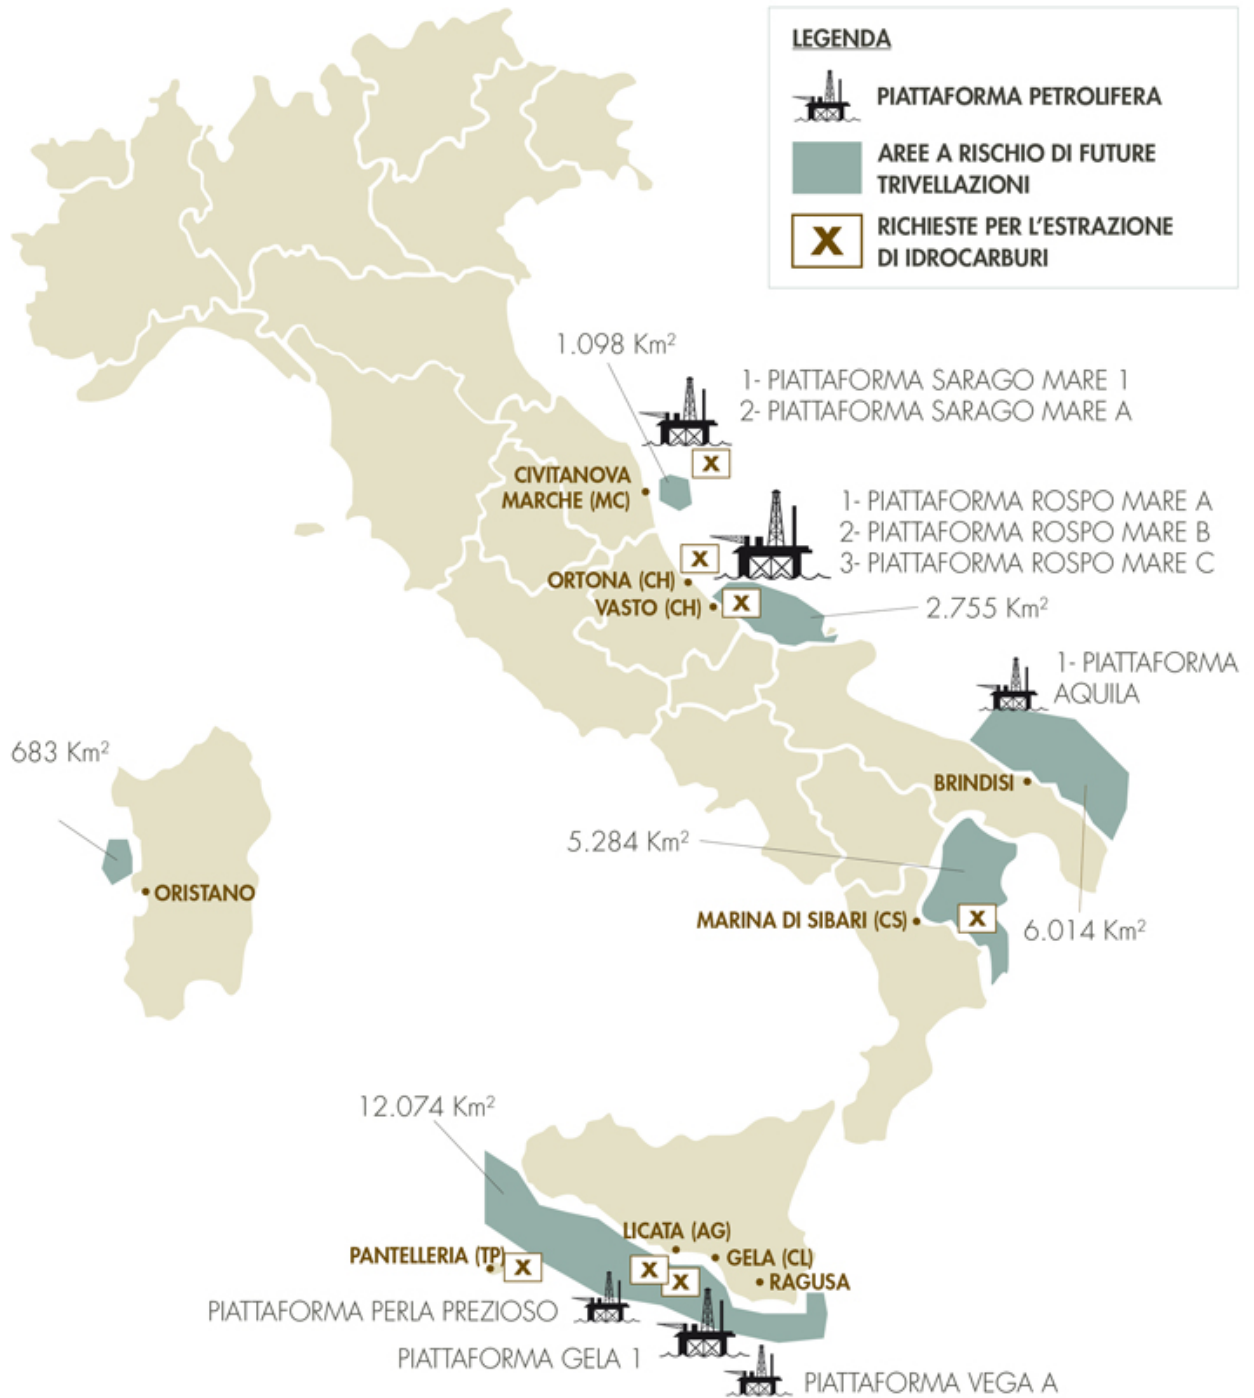 LEGENDA
PIATTAFORMA PETROLIFERA
AREE A RISCHIO DI FUTURE
TRIVELLAZIONI
X
RICHIESTE PER L'ESTRAZIONE
DI IDROCARBURI
1.098 Km²
1- PIATTAFORMA SARAGO MARE 1
2- PIATTAFORMA SARAGO MARE A
X
CIVITANOVA
MARCHE (MC)
1- PIATTAFORMA ROSPO MARE A
2- PIATTAFORMA ROSPO MARE B
3- PIATTAFORMA ROSPO MARE C
X
ORTONA (CH)
VASTO (CH)
X
2.755 Km²
1- PIATTAFORMA
AQUILA
683 Km²
BRINDISI
5.284 Km²
ORISTANO
MARINA DI SIBARI (CS)
X
6.014 Km²
12.074 Km²
LICATA (AG)
PANTELLERIA (TP)
X
X
X
GELA (CL)
RAGUSA
PIATTAFORMA PERLA PREZIOSO
PIATTAFORMA GELA 1
PIATTAFORMA VEGA A